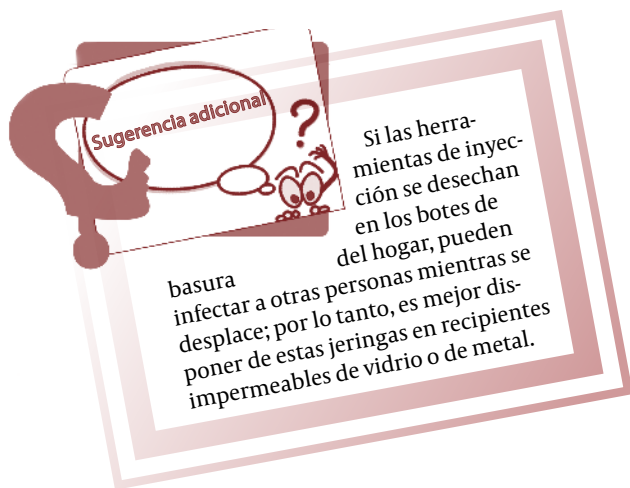 Sugerencia adicional
?
Si las herra-
mientas de inyec-
ción se desechan
en los botes de
basura del hogar, pueden
infectar a otras personas mientras se
desplace; por lo tanto, es mejor dis-
poner de estas jeringas en recipientes
impermeables de vidrio o de metal.